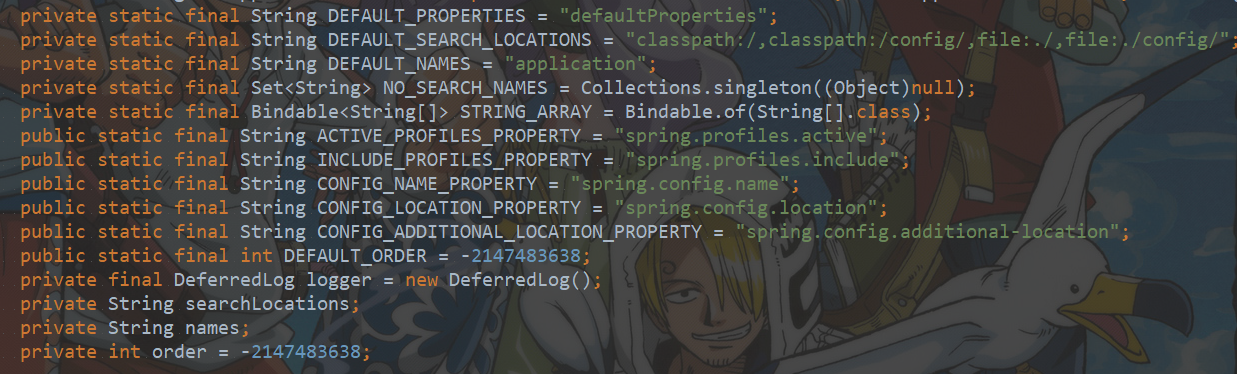 private static final String DEFAULT_PROPERTIES = "defaultProperties";
private static final String DEFAULT_SEARCH_LOCATIONS = "classpath:/,classpath:/config/,file:./,file:./config/";
private static final String DEFAULT_NAMES = "application";
private static final Set<String> NO_SEARCH_NAMES = Collections.singleton((Object)null);
private static final Bindable<String[]> STRING_ARRAY = Bindable.of(String[].class);
public static final String ACTIVE_PROFILES_PROPERTY = "spring.profiles.active";
public static final String INCLUDE_PROFILES_PROPERTY = "spring.profiles.include";
public static final String CONFIG_NAME_PROPERTY = "spring.config.name";
public static final String CONFIG_LOCATION_PROPERTY = "spring.config.location";
public static final String CONFIG_ADDITIONAL_LOCATION_PROPERTY = "spring.config.additional-location";
public static final int DEFAULT_ORDER = -2147483638;
private final DeferredLog logger = new DeferredLog();
private String searchLocations;
private String names;
private int order = -2147483638;